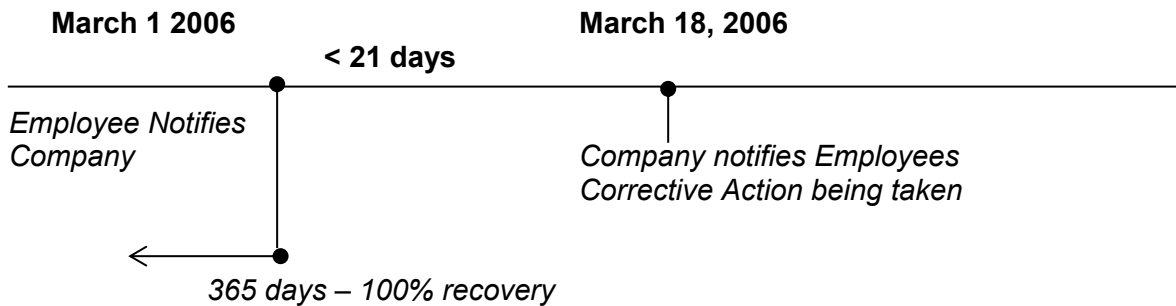 March 1 2006
March 18, 2006
< 21 days
Employee Notifies
Company
Company notifies Employees
Corrective Action being taken
365 days – 100% recovery